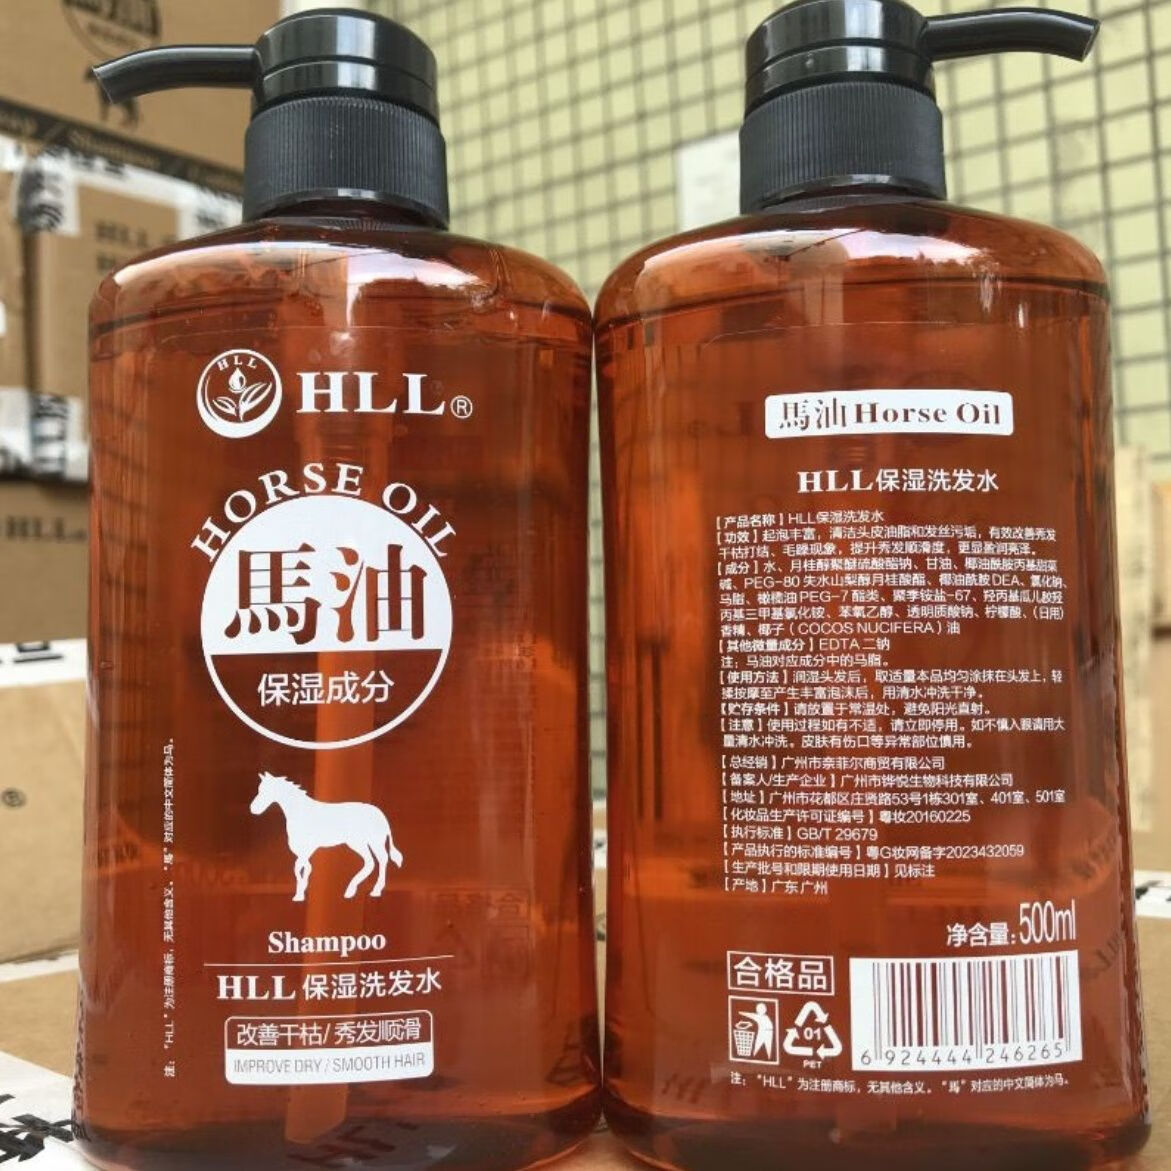 HLL
HLL®
HORSE OIL
馬油
保湿成分
Shampoo
HLL保湿洗发水
改善干枯/秀发顺滑
IMPROVE DRY / SMOOTH HAIR
注："HLL"为注册商标，无其他含义。"馬"对应的中文简体为马。
馬油Horse Oil
HLL保湿洗发水
【产品名称】HLL保湿洗发水
【功效】起泡丰富，清洁头皮油脂和发丝污垢，有效改善秀发
干枯打结、毛躁现象，提升秀发顺滑度，更显盈润亮泽。
【成分】水、月桂醇聚醚硫酸酯钠、甘油、椰油酰胺丙基甜菜
碱、PEG-80 失水山梨醇月桂酸酯、椰油酰胺DEA、氯化钠、
马脂、橄榄油PEG-7 酯类、聚季铵盐-67、羟丙基瓜儿胶羟
丙基三甲基氯化铵、苯氧乙醇、透明质酸钠、柠檬酸、（日用）
香精、椰子（COCOS NUCIFERA）油
【其他微量成分】EDTA 二钠
注：马油对应成分中的马脂。
【使用方法】润湿头发后，取适量本品均匀涂抹在头发上，轻
揉按摩至产生丰富泡沫后，用清水冲洗干净。
【贮存条件】请放置于常温处，避免阳光直射。
【注意】使用过程如有不适，请立即停用。如不慎入眼请用大
量清水冲洗。皮肤有伤口等异常部位慎用。
【总经销】广州市奈菲尔商贸有限公司
【备案人/生产企业】广州市铧悦生物科技有限公司
【地址】广州市花都区庄贤路53号1栋301室、401室、501室
【化妆品生产许可证编号】粤妆20160225
【执行标准】GB/T 29679
【产品执行的标准编号】粤G妆网备字2023432059
【生产批号和限期使用日期】见标注
【产地】广东广州
净含量:500ml
合格品
01
PET
6 924444 246265
注："HLL"为注册商标，无其他含义。"馬"对应的中文简体为马。